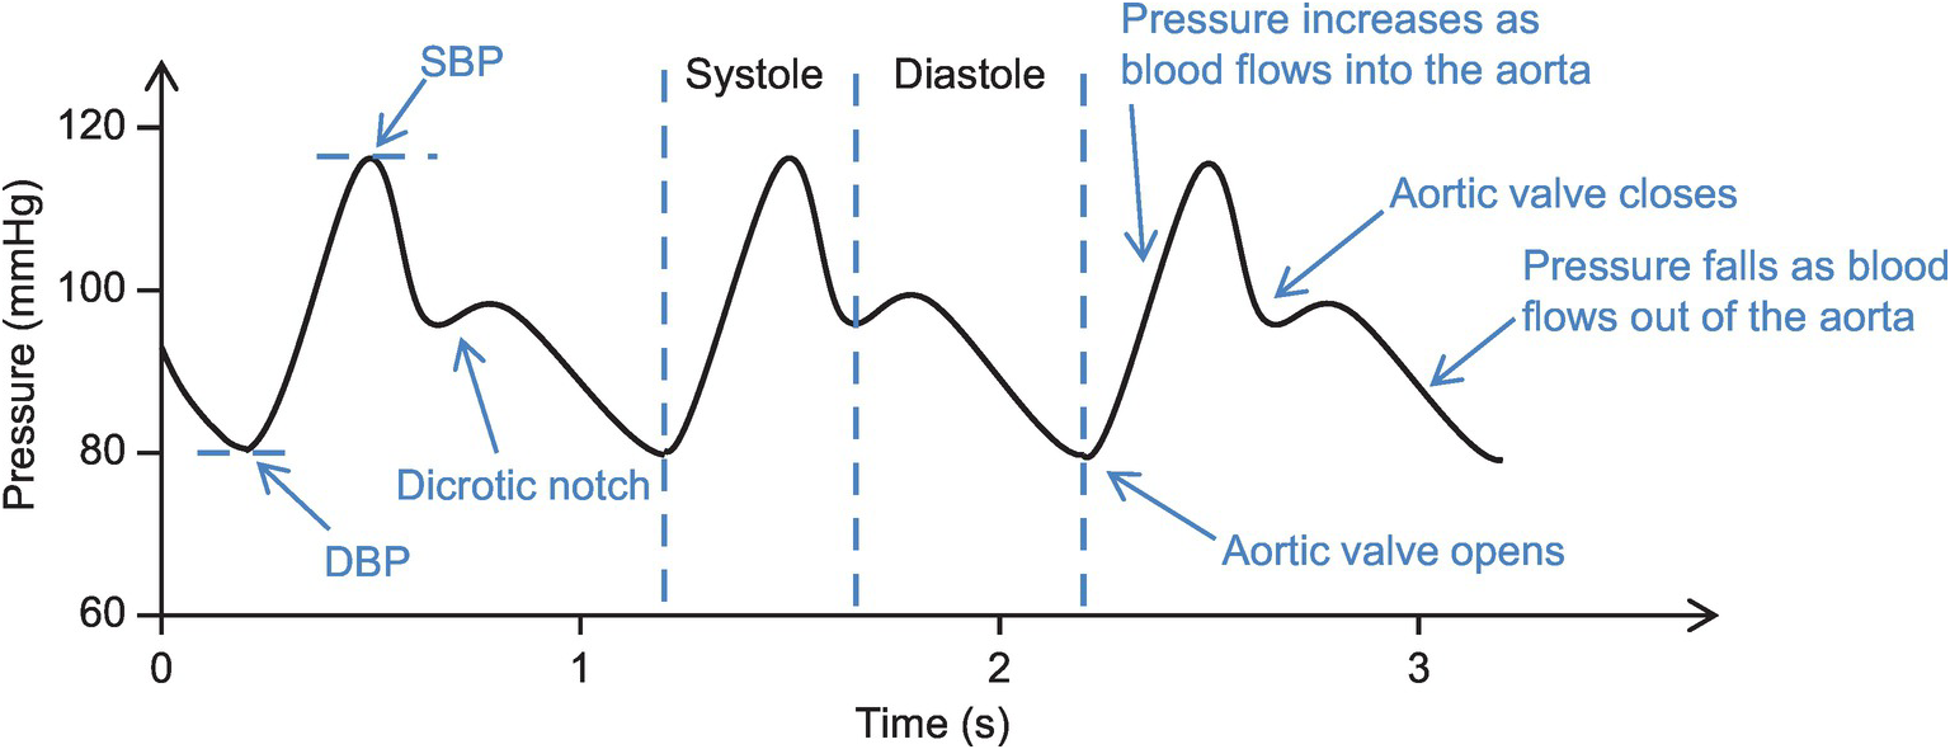 Pressure increases as
blood flows into the aorta
SBP
Systole
Diastole
120
Aortic valve closes
Pressure falls as blood
flows out of the aorta
100
Pressure (mmHg)
80
Dicrotic notch
DBP
Aortic valve opens
60
0
1
2
3
Time (s)